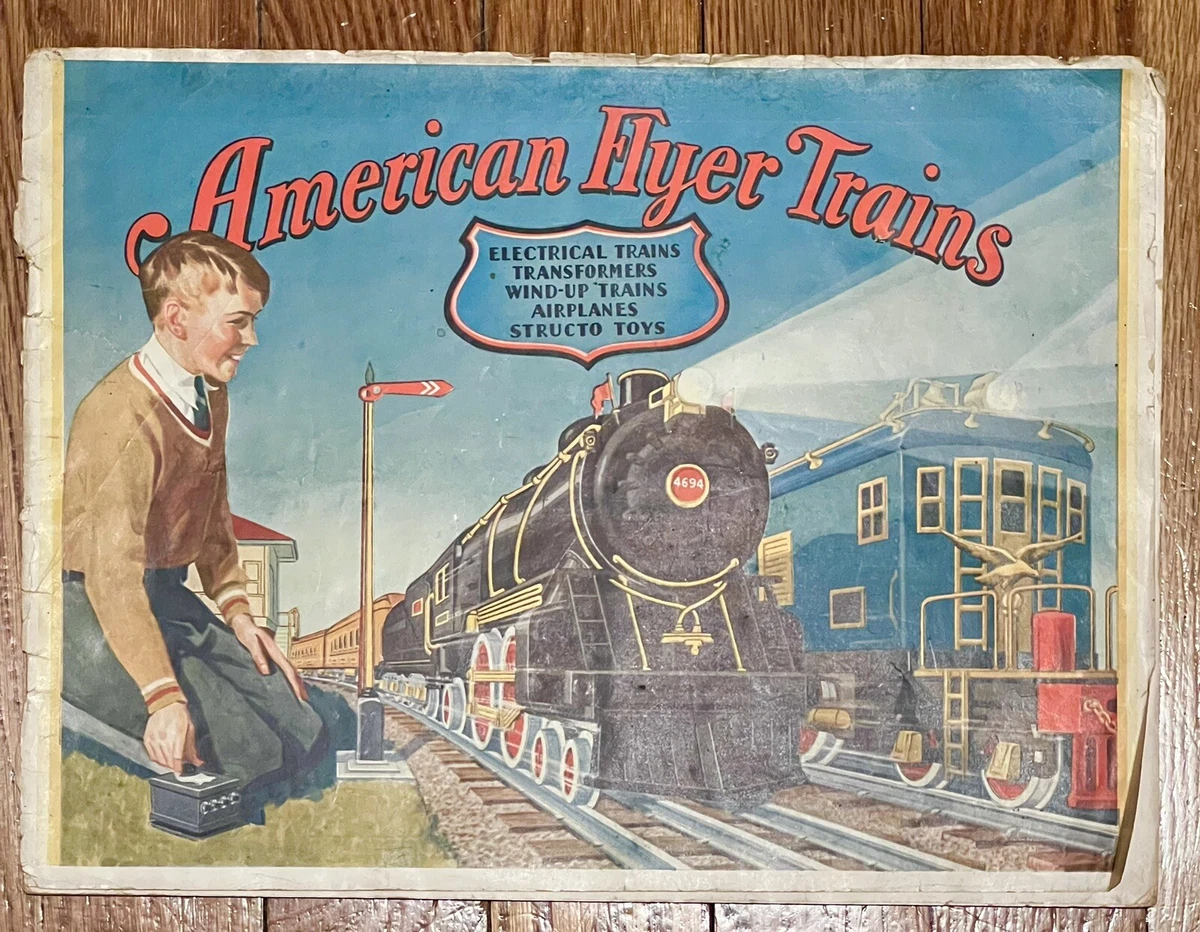 American Flyer Trains
ELECTRICAL TRAINS
TRANSFORMERS
WIND-UP TRAINS
AIRPLANES
STRUCTO TOYS
4694